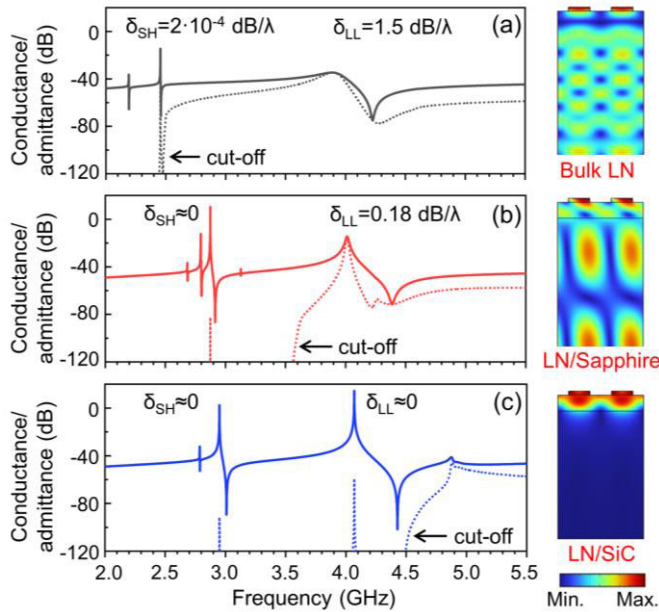 δSH=2·10-4 dB/λ δLL=1.5 dB/λ (a)
Conductance/
admittance (dB)
0
-40
-80
-120
cut-off
Bulk LN
δSH≈0 δLL=0.18 dB/λ (b)
Conductance/
admittance (dB)
0
-40
-80
-120
cut-off
LN/Sapphire
δSH≈0 δLL≈0 (c)
Conductance/
admittance (dB)
0
-40
-80
-120
cut-off
LN/SiC
2.0 2.5 3.0 3.5 4.0 4.5 5.0 5.5
Frequency (GHz)
Min. Max.